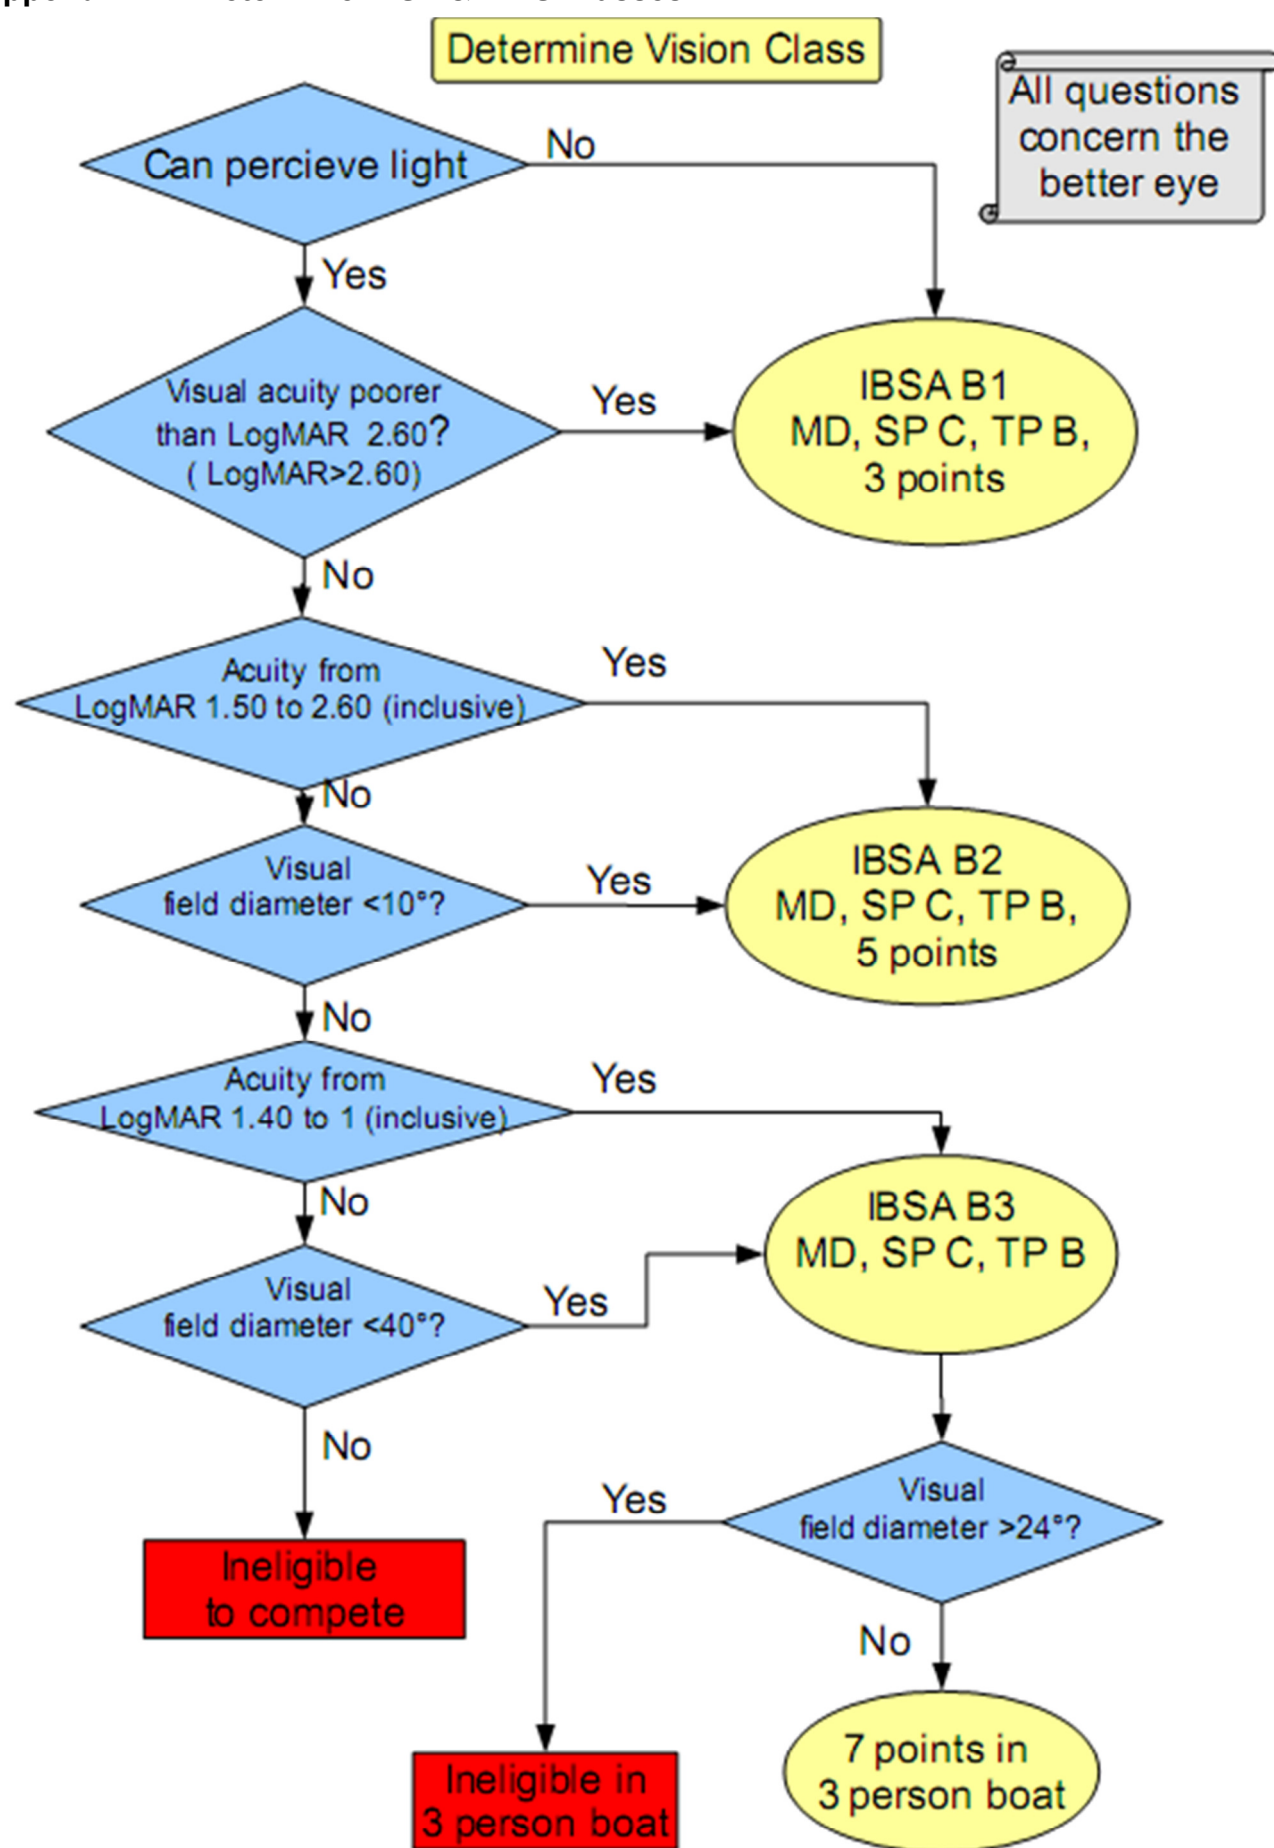 Determine Vision Class
All questions
concern the
better eye
Can percieve light
No
Yes
Visual acuity poorer
than LogMAR 2.60?
( LogMAR>2.60)
Yes
IBSA B1
MD, SP C, TP B,
3 points
No
Acuity from
LogMAR 1.50 to 2.60 (inclusive)
Yes
No
Visual
field diameter <10°?
Yes
IBSA B2
MD, SP C, TP B,
5 points
No
Acuity from
LogMAR 1.40 to 1 (inclusive)
Yes
No
IBSA B3
MD, SP C, TP B
Visual
field diameter <40°?
Yes
No
Visual
field diameter >24°?
Yes
No
Ineligible
to compete
Ineligible in
3 person boat
7 points in
3 person boat